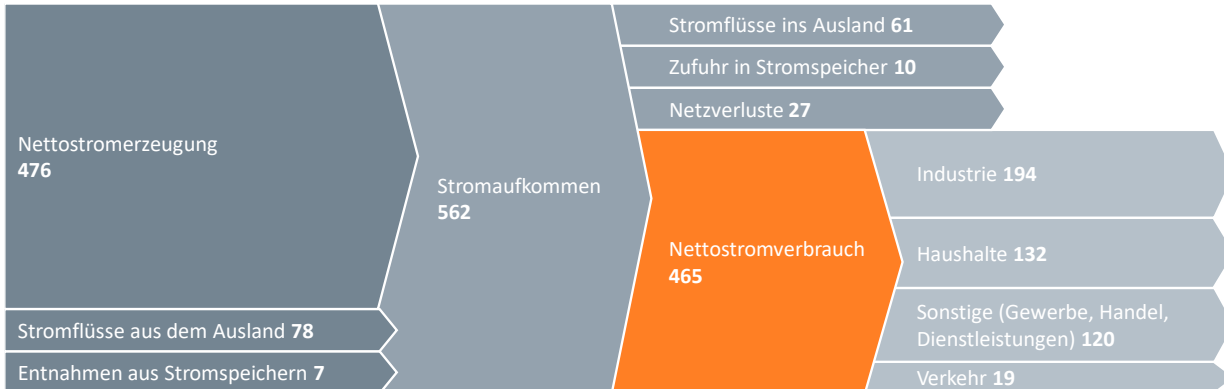 Nettostromerzeugung
476
Stromflüsse aus dem Ausland 78
Entnahmen aus Stromspeichern 7
Stromaufkommen
562
Stromflüsse ins Ausland 61
Zufuhr in Stromspeicher 10
Netzverluste 27
Nettostromverbrauch
465
Industrie 194
Haushalte 132
Sonstige (Gewerbe, Handel,
Dienstleistungen) 120
Verkehr 19